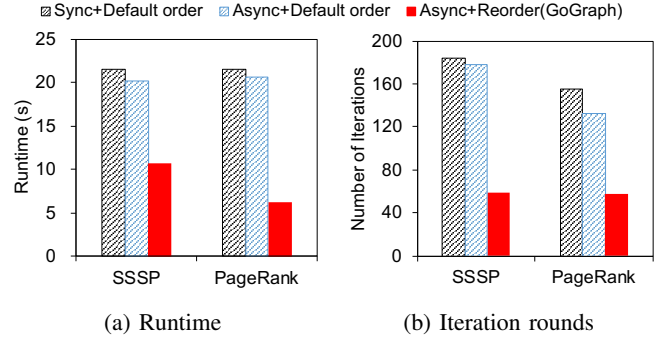 Sync+Default order Async+Default order Async+Reorder(GoGraph)
25
20
15
10
5
0
Runtime (s)
SSSP PageRank
(a) Runtime
200
160
120
80
40
0
Number of Iterations
SSSP PageRank
(b) Iteration rounds